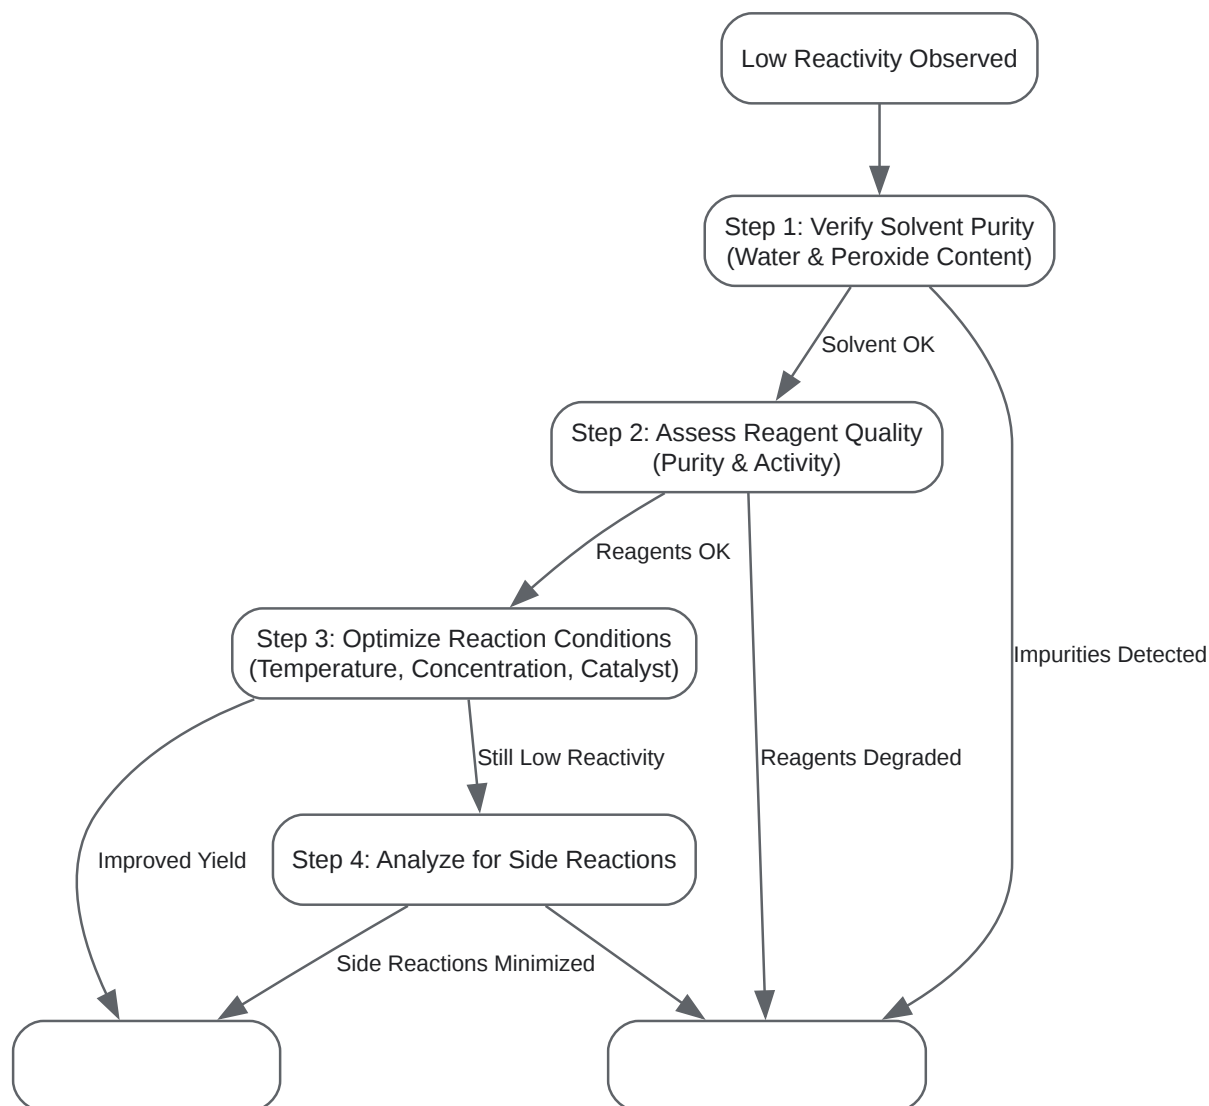 Low Reactivity Observed
Step 1: Verify Solvent Purity
(Water & Peroxide Content)
Solvent OK
Step 2: Assess Reagent Quality
(Purity & Activity)
Reagents OK
Step 3: Optimize Reaction Conditions
(Temperature, Concentration, Catalyst)
Impurities Detected
Still Low Reactivity
Reagents Degraded
Improved Yield
Step 4: Analyze for Side Reactions
Side Reactions Minimized